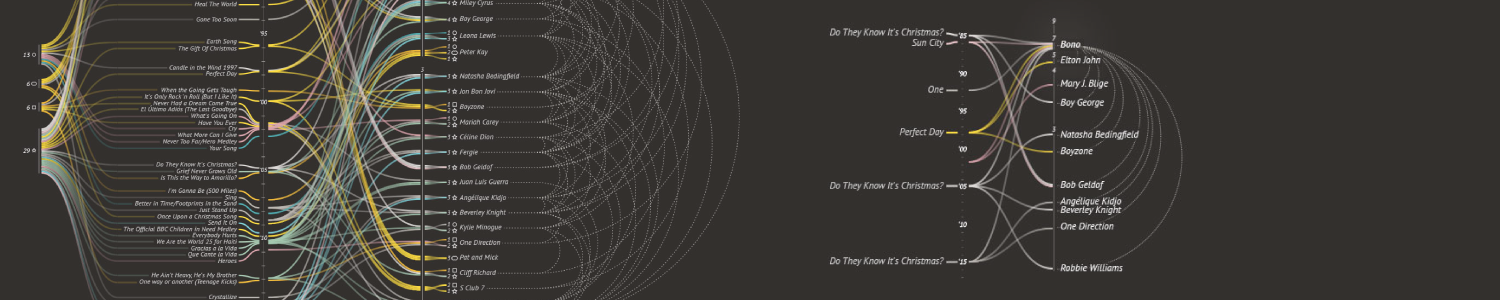 Heal The World
Gone Too Soon
'95
Earth Song
The Gift Of Christmas
13
Candle in the Wind 1997
Perfect Day
6
When the Going Gets Tough
It's Only Rock'n Roll (But I Like It)
Never Had a Dream Come True
El Último Adiós (The Last Goodbye)
'00
6
What's Going On
Have You Ever
Cry
What More Can I Give
Never Too Far/Hero Medley
Your Song
29
Do They Know It's Christmas?
Grief Never Grows Old
Is This the Way to Amarillo?
'05
I'm Gonna Be (500 Miles)
Sing
Better in Time/Footprints in the Sand
Just Stand Up
Once Upon a Christmas Song
Send It On
The Official BBC Children In Need Medley
Everybody Hurts
We Are the World 25 for Haiti
'10
Gracias a la Vida
Que Cante la Vida
Heroes
He Ain't Heavy, He's My Brother
One way or another (Teenage Kicks)
Crystallize
Miley Cyrus
Boy George
Leona Lewis
Peter Kay
Natasha Bedingfield
Jon Bon Jovi
Boyzone
Mariah Carey
Céline Dion
Fergie
Bob Geldof
Juan Luis Guerra
Angélique Kidjo
Beverley Knight
Kylie Minogue
One Direction
Pat and Mick
Cliff Richard
S Club 7
Do They Know It's Christmas?
Sun City
One
Perfect Day
Do They Know It's Christmas?
Do They Know It's Christmas?
'85
'90
'95
'00
'05
'10
'15
9
7
Bono
5
Elton John
4
Mary J. Blige
Boy George
3
Natasha Bedingfield
Boyzone
Bob Geldof
Angélique Kidjo
Beverley Knight
One Direction
Robbie Williams